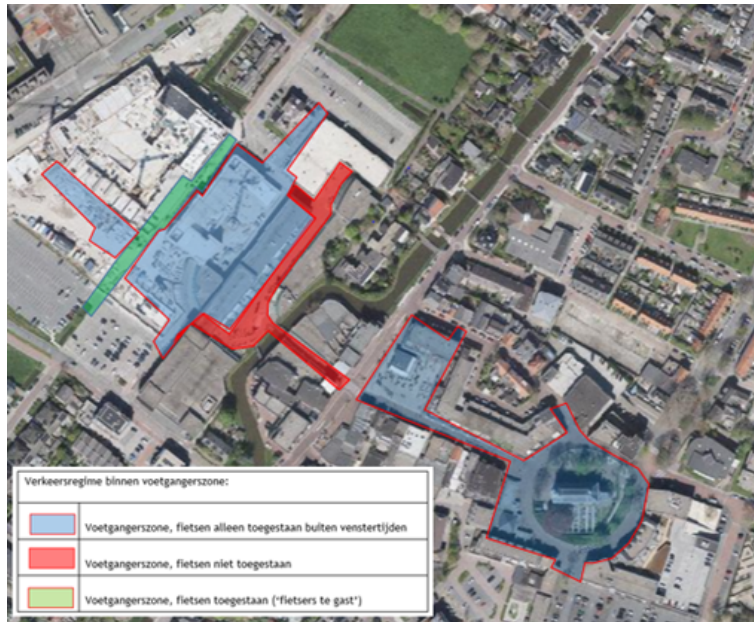 Verkeersregime binnen voetgangerszone:
Voetgangerszone, fietsen alleen toegestaan buiten venstertijden
Voetgangerszone, fietsen niet toegestaan
Voetgangerszone, fietsen toegestaan ("fietsers te gast")